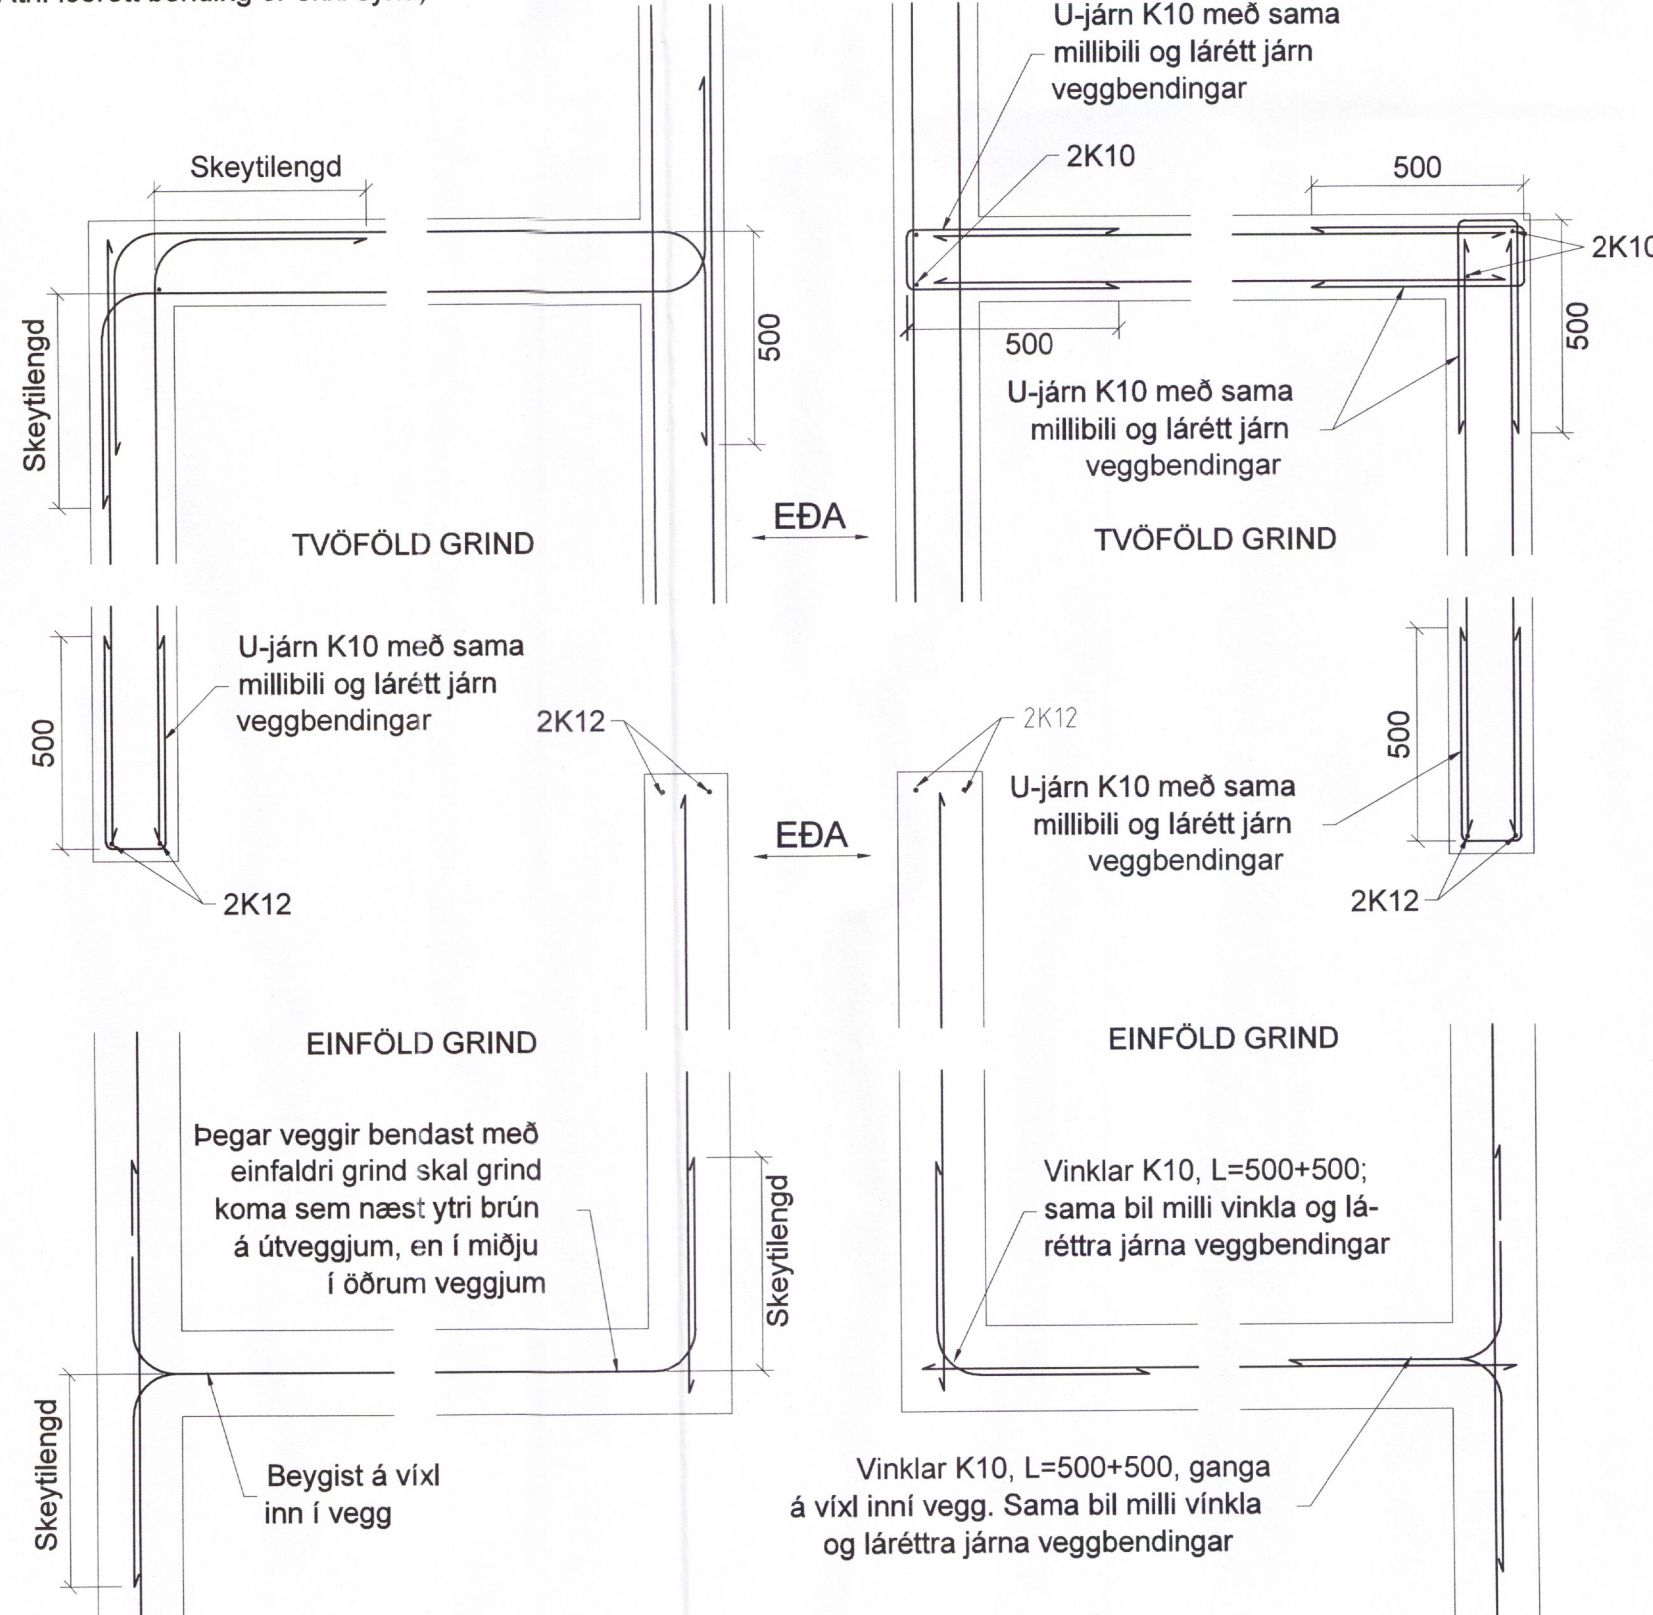 U-járn K10 með sama
millibili og lárétt járn
veggbendingar
Skeytilengd
2K10
500
2K10
Skeytilengd
500
500
500
U-járn K10 með sama
millibili og lárétt járn
veggbendingar
TVÖFÖLD GRIND
EÐA
TVÖFÖLD GRIND
U-járn K10 með sama
millibili og lárétt járn
veggbendingar
500
2K12
2K12
500
U-járn K10 með sama
millibili og lárétt járn
veggbendingar
EÐA
2K12
2K12
EINFÖLD GRIND
EINFÖLD GRIND
Þegar veggir bendast með
einfaldri grind skal grind
koma sem næst ytri brún
á útveggjum, en í miðju
í öðrum veggjum
Skeytilengd
Vinklar K10, L=500+500;
sama bil milli vinkla og lá-
réttra járna veggbendingar
Skeytilengd
Beygist á víxl
inn í vegg
Vinklar K10, L=500+500, ganga
á víxl inní vegg. Sama bil milli vínkla
og láréttra járna veggbendingar